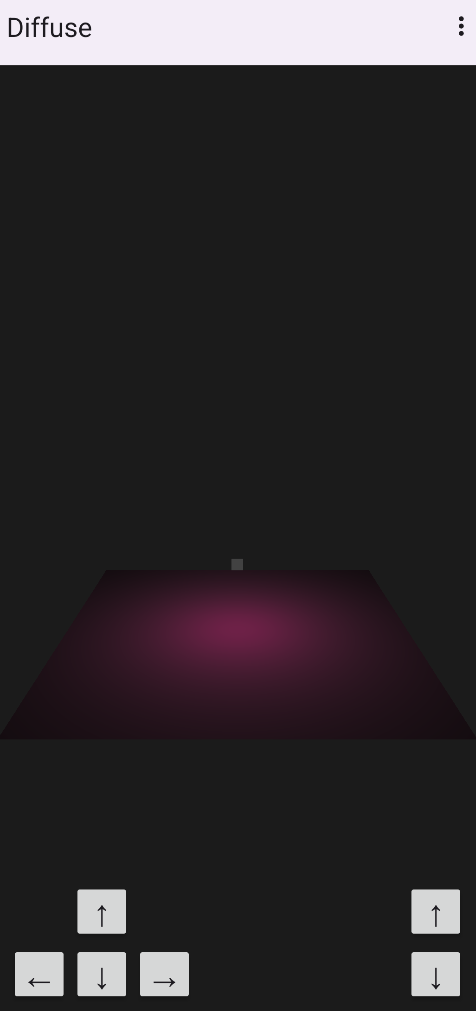 Diffuse
↑ ↑
← ↓ → ↓